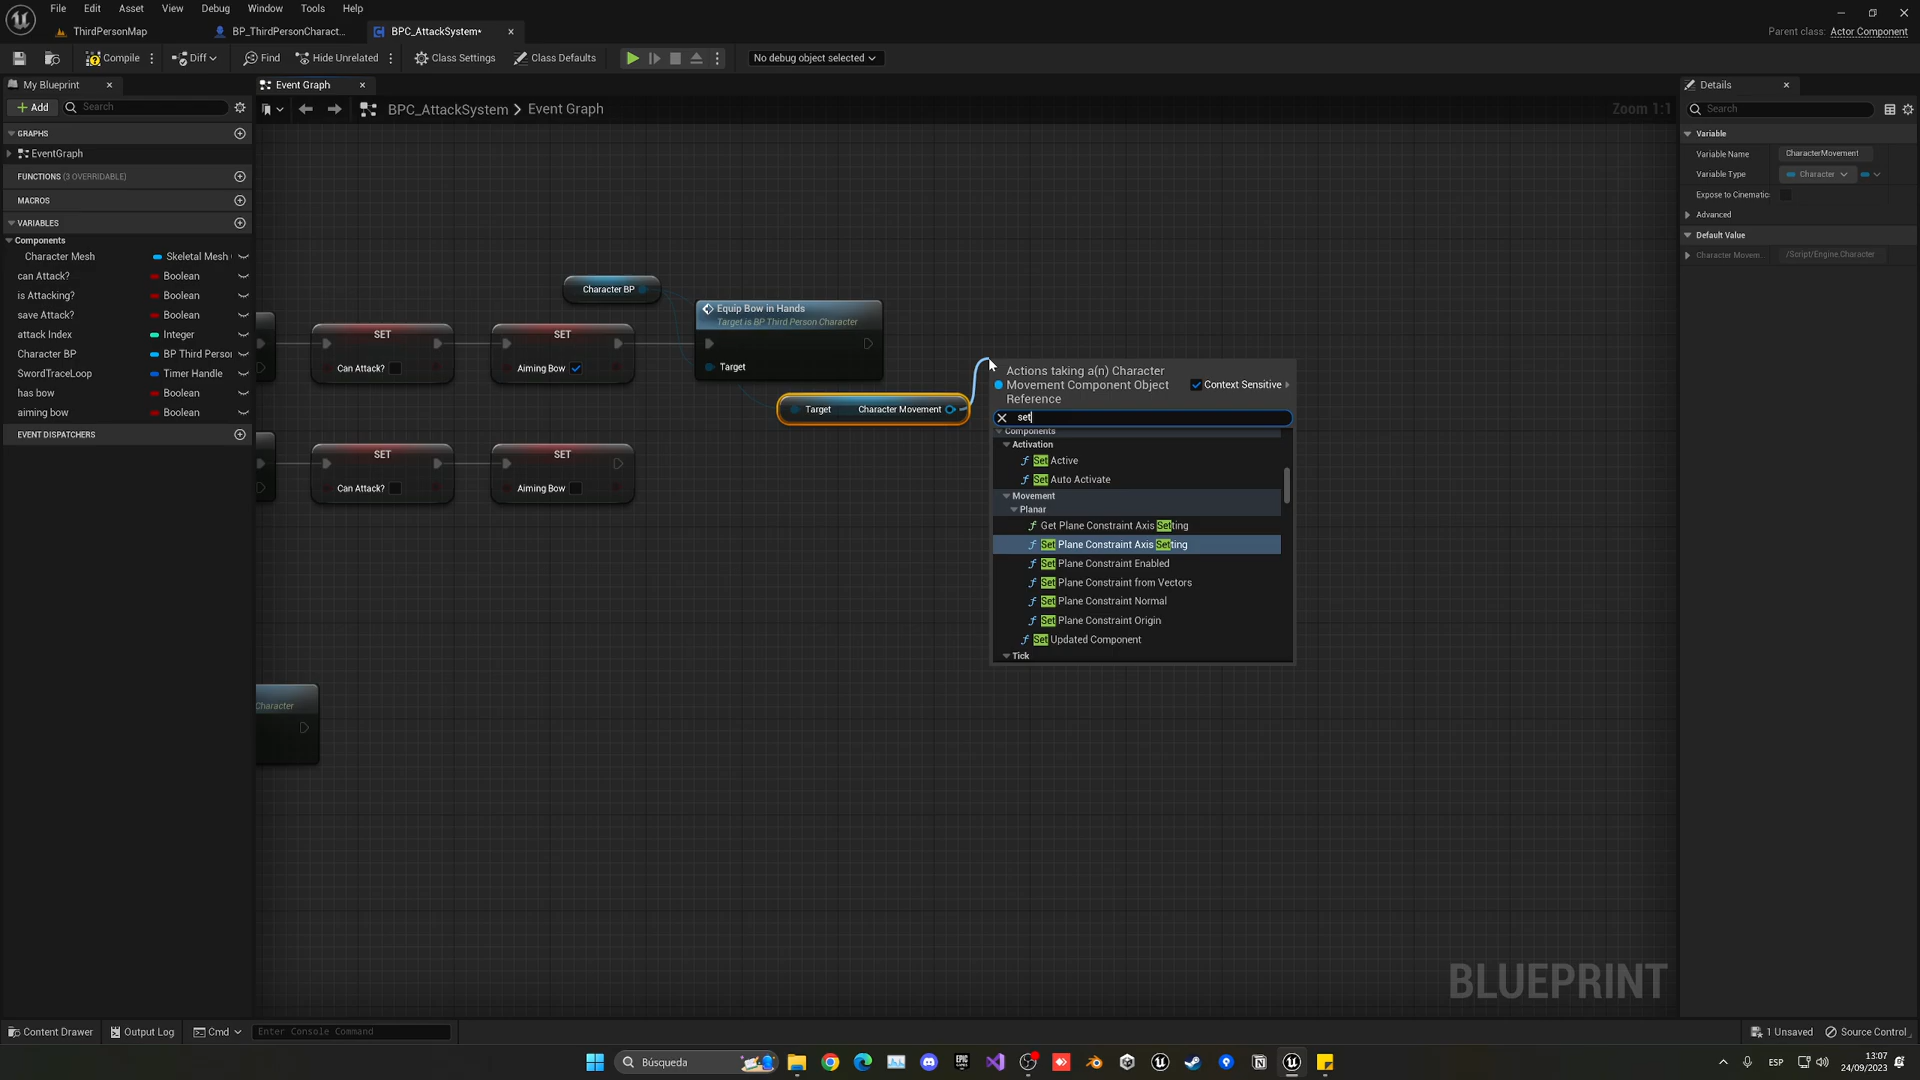 File Edit Asset View Debug Window Tools Help
ThirdPersonMap
BP_ThirdPersonCharact...
BPC_AttackSystem*
Parent class: Actor Component
Compile
Diff
Find
Hide Unrelated
Class Settings
Class Defaults
No debug object selected
My Blueprint
Event Graph
Details
Add
Search
BPC_AttackSystem > Event Graph
Zoom 1:1
Search
GRAPHS
EventGraph
FUNCTIONS (3 OVERRIDABLE)
MACROS
VARIABLES
Components
Character Mesh Skeletal Mesh
can Attack? Boolean
is Attacking? Boolean
save Attack? Boolean
attack Index Integer
Character BP BP Third Perso
SwordTraceLoop Timer Handle
has bow Boolean
aiming bow Boolean
EVENT DISPATCHERS
SET
Can Attack?
SET
Aiming Bow
Character BP
Equip Bow in Hands
Target is BP Third Person Character
Target
Target Character Movement
SET
Can Attack?
SET
Aiming Bow
Character
Actions taking a(n) Character
Movement Component Object
Reference
Context Sensitive
set
Components
Activation
Set Active
Set Auto Activate
Movement
Planar
Get Plane Constraint Axis Setting
Set Plane Constraint Axis Setting
Set Plane Constraint Enabled
Set Plane Constraint from Vectors
Set Plane Constraint Normal
Set Plane Constraint Origin
Set Updated Component
Tick
Variable
Variable Name CharacterMovement
Variable Type Character
Expose to Cinematic
Advanced
Default Value
Character Movem /Script/Engine.Character
BLUEPRINT
Content Drawer
Output Log
Cmd
Enter Console Command
1 Unsaved
Source Control
Búsqueda
ESP
13:07
24/09/2023